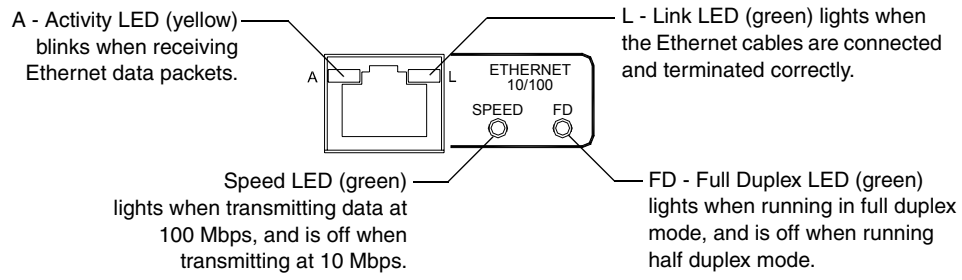 A - Activity LED (yellow)
blinks when receiving
Ethernet data packets.
L - Link LED (green) lights when
the Ethernet cables are connected
and terminated correctly.
A
L
ETHERNET
10/100
SPEED
FD
Speed LED (green)
lights when transmitting data at
100 Mbps, and is off when
transmitting at 10 Mbps.
FD - Full Duplex LED (green)
lights when running in full duplex
mode, and is off when running
half duplex mode.